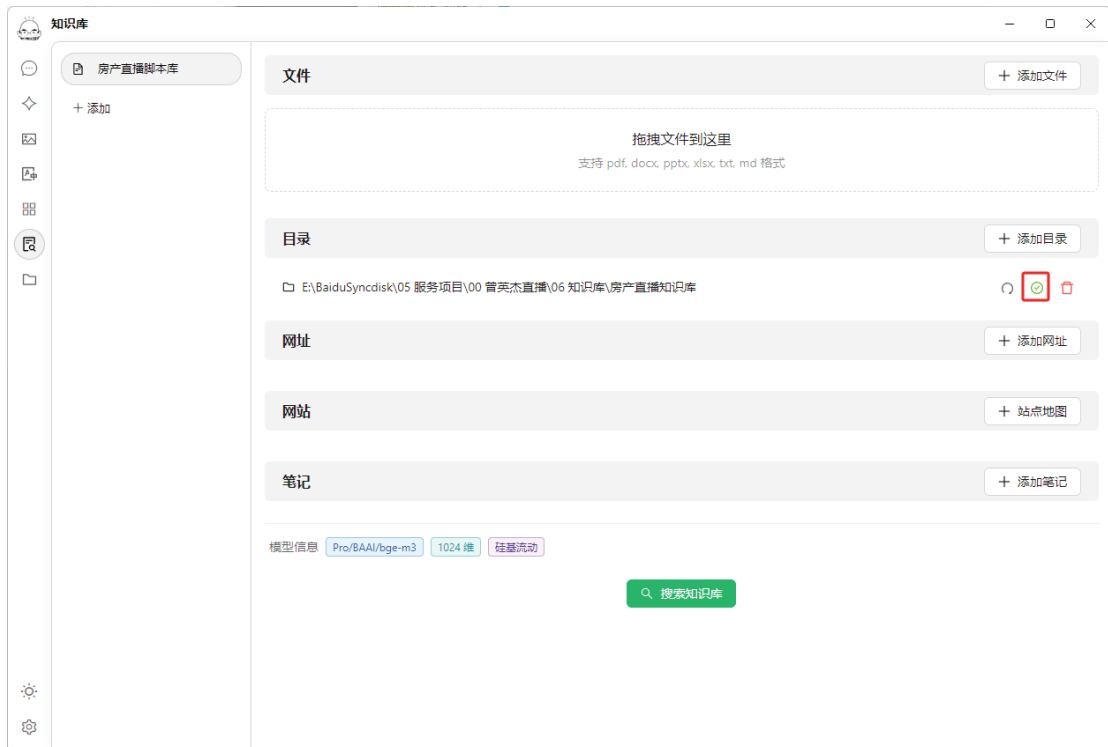 知识库
房产直播脚本库
添加
文件
添加文件
拖拽文件到这里
支持 pdf, docx, pptx, xlsx, txt, md 格式
目录
添加目录
E:\BaiduSyncdisk\05 服务项目\00 曾英杰直播\06 知识库\房产直播知识库
网址
添加网址
网站
站点地图
笔记
添加笔记
模型信息 Pro/BAAI/bge-m3 1024 维 硅基流动
搜索知识库